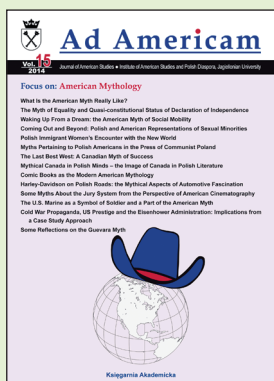 Ad Americam
Vol. 15
2014
Journal of American Studies ● Institute of American Studies and Polish Diaspora, Jagiellonian University
Focus on: American Mythology
What Is the American Myth Really Like?
The Myth of Equality and Quasi-constitutional Status of Declaration of Independence
Waking Up From a Dream: the American Myth of Social Mobility
Coming Out and Beyond: Polish and American Representations of Sexual Minorities
Polish Immigrant Women's Encounter with the New World
Myths Pertaining to Polish Americans in the Press of Communist Poland
The Last Best West: A Canadian Myth of Success
Mythical Canada in Polish Minds – the Image of Canada in Polish Literature
Comic Books as the Modern American Mythology
Harley-Davidson on Polish Roads: the Mythical Aspects of Automotive Fascination
Some Myths About the Jury System from the Perspective of American Cinematography
The U.S. Marine as a Symbol of Soldier and a Part of the American Myth
Cold War Propaganda, US Prestige and the Eisenhower Administration: Implications from
a Case Study Approach
Some Reflections on the Guevara Myth
Księgarnia Akademicka